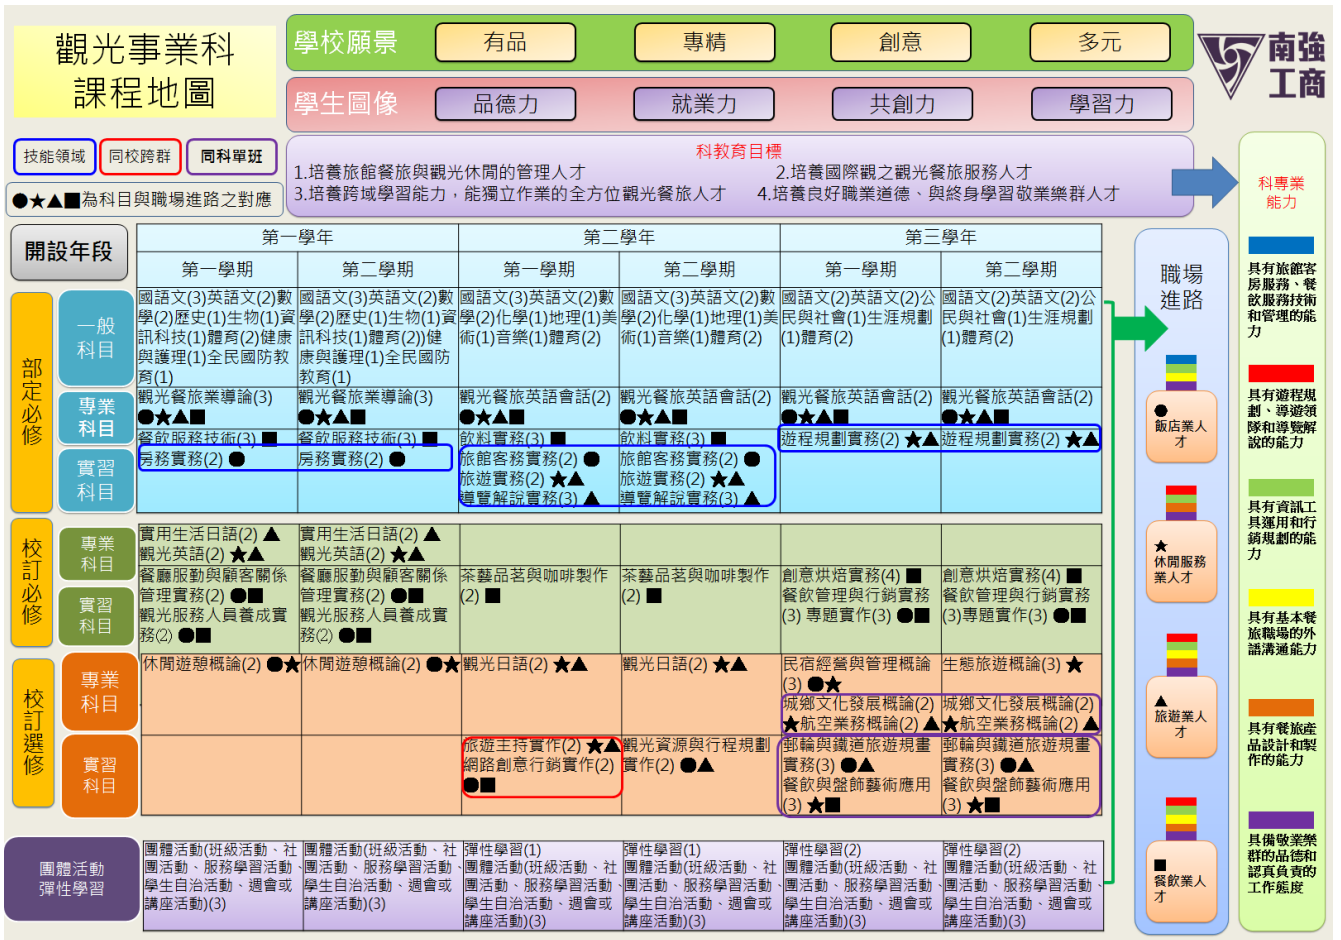 觀光事業科
課程地圖
學校願景 有品 專精 創意 多元
學生圖像 品德力 就業力 共創力 學習力
南強
工商
技能領域 同校跨群 同科單班
●★▲■為科目與職場進路之對應
科教育目標
1.培養旅館餐旅與觀光休閒的管理人才 2.培養國際觀之觀光餐旅服務人才
3.培養跨域學習能力，能獨立作業的全方位觀光餐旅人才 4.培養良好職業道德、與終身學習敬業樂群人才
開設年段
第一學年 第二學年 第三學年
第一學期 第二學期 第一學期 第二學期 第一學期 第二學期
部定必修
一般
科目
國語文(3)英語文(2)數
學(2)歷史(1)生物(1)資
訊科技(1)體育(2)健康
與護理(1)全民國防教
育(1)
國語文(3)英語文(2)數
學(2)歷史(1)生物(1)資
訊科技(1)體育(2))健
康與護理(1)全民國防
教育(1)
國語文(3)英語文(2)數
學(2)化學(1)地理(1)美
術(1)音樂(1)體育(2)
國語文(3)英語文(2)數
學(2)化學(1)地理(1)美
術(1)音樂(1)體育(2)
國語文(2)英語文(2)公
民與社會(1)生涯規劃
(1)體育(2)
國語文(2)英語文(2)公
民與社會(1)生涯規劃
(1)體育(2)
專業
科目
觀光餐旅業導論(3)
●★▲■
觀光餐旅業導論(3)
●★▲■
觀光餐旅英語會話(2)
●★▲■
觀光餐旅英語會話(2)
●★▲■
觀光餐旅英語會話(2)
●★▲■
觀光餐旅英語會話(2)
●★▲■
實習
科目
餐飲服務技術(3) ■
房務實務(2) ●
餐飲服務技術(3) ■
房務實務(2) ●
飲料實務(3) ■
旅館客務實務(2) ●
旅遊實務(2) ★▲
導覽解說實務(3) ▲
飲料實務(3) ■
旅館客務實務(2) ●
旅遊實務(2) ★▲
導覽解說實務(3) ▲
遊程規劃實務(2) ★▲
遊程規劃實務(2) ★▲
校訂必修
專業
科目
實用生活日語(2) ▲
觀光英語(2) ★▲
實用生活日語(2) ▲
觀光英語(2) ★▲
實習
科目
餐廳服勤與顧客關係
管理實務(2) ●■
觀光服務人員養成實
務(2) ●■
餐廳服勤與顧客關係
管理實務(2) ●■
觀光服務人員養成實
務(2) ●■
茶藝品茗與咖啡製作
(2) ■
茶藝品茗與咖啡製作
(2) ■
創意烘焙實務(4) ■
餐飲管理與行銷實務
(3) 專題實作(3) ●■
創意烘焙實務(4) ■
餐飲管理與行銷實務
(3)專題實作(3) ●■
校訂選修
專業
科目
休閒遊憩概論(2) ●★
休閒遊憩概論(2) ●★
觀光日語(2) ★▲
觀光日語(2) ★▲
民宿經營與管理概論
(3) ●★
城鄉文化發展概論(2)
★航空業務概論(2) ▲
生態旅遊概論(3) ★
城鄉文化發展概論(2)
★航空業務概論(2) ▲
實習
科目
旅遊主持實作(2) ★▲
網路創意行銷實作(2)
●■
觀光資源與行程規劃
實作(2) ●▲
郵輪與鐵道旅遊規畫
實務(3) ●▲
餐飲與盤飾藝術應用
(3) ★■
郵輪與鐵道旅遊規畫
實務(3) ●▲
餐飲與盤飾藝術應用
(3) ★■
團體活動
彈性學習
團體活動(班級活動、社
團活動、服務學習活動、
學生自治活動、週會或
講座活動)(3)
團體活動(班級活動、社
團活動、服務學習活動、
學生自治活動、週會或
講座活動)(3)
彈性學習(1)
團體活動(班級活動、社
團活動、服務學習活動、
學生自治活動、週會或
講座活動)(3)
彈性學習(1)
團體活動(班級活動、社
團活動、服務學習活動、
學生自治活動、週會或
講座活動)(3)
彈性學習(2)
團體活動(班級活動、社
團活動、服務學習活動、
學生自治活動、週會或
講座活動)(3)
彈性學習(2)
團體活動(班級活動、社
團活動、服務學習活動、
學生自治活動、週會或
講座活動)(3)
職場
進路
●
飯店業人
才
★
休閒服務
業人才
▲
旅遊業人
才
■
餐飲業人
才
科專業
能力
具有旅館客
房服務、餐
飲服務技術
和管理的能
力
具有遊程規
劃、導遊領
隊和導覽解
說的能力
具有資訊工
具運用和行
銷規劃的能
力
具有基本餐
旅職場的外
語溝通能力
具有餐旅產
品設計和製
作的能力
具備敬業樂
群的品德和
認真負責的
工作態度